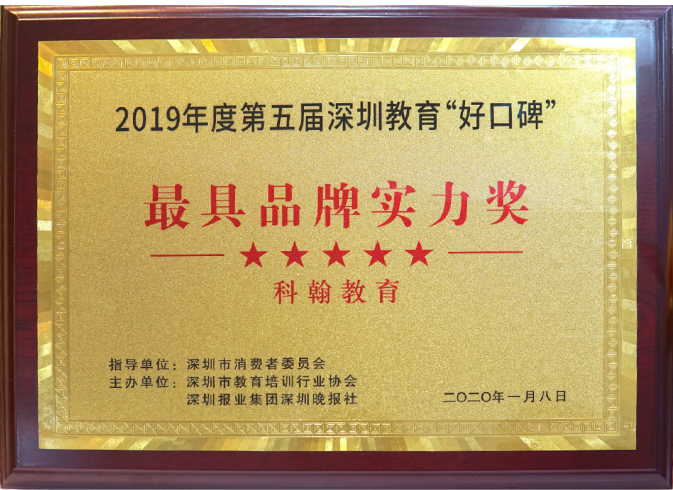 2019年度第五届深圳教育“好口碑”
最具品牌实力奖
★★★★★
科翰教育
指导单位：深圳市消费者委员会
主办单位：深圳市教育培训行业协会
深圳报业集团深圳晚报社
二〇二〇年一月八日